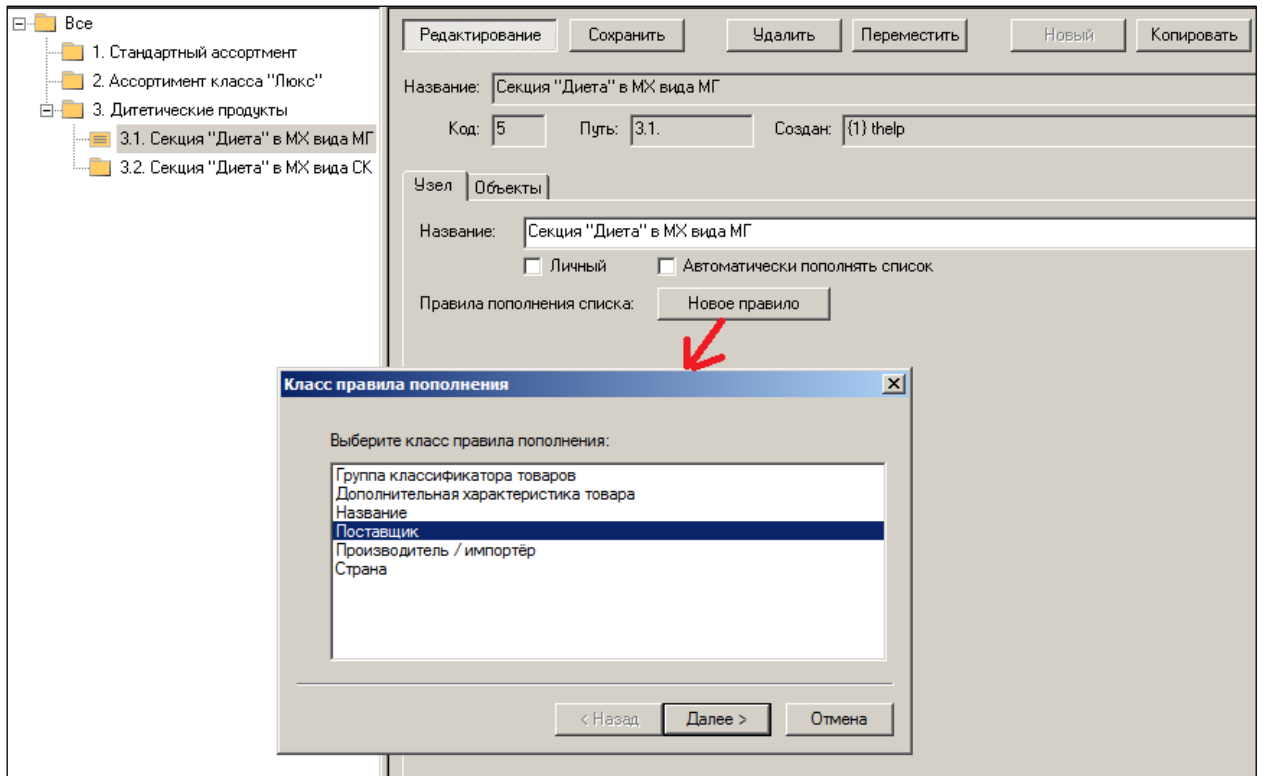 Все
1. Стандартный ассортмент
2. Ассортимент класса "Люкс"
3. Дитетические продукты
3.1. Секция "Диета" в МХ вида МГ
3.2. Секция "Диета" в МХ вида СК
Редактирование Сохранить Удалить Переместить Новый Копировать
Название: Секция "Диета" в МХ вида МГ
Код: 5 Путь: 3.1. Создан: {1} thelp
Узел Объекты
Название: Секция "Диета" в МХ вида МГ
Личный Автоматически пополнять список
Правила пополнения списка: Новое правило
Класс правила пополнения
Выберите класс правила пополнения:
Группа классификатора товаров
Дополнительная характеристика товара
Название
Поставщик
Производитель / импортёр
Страна
< Назад Далее > Отмена